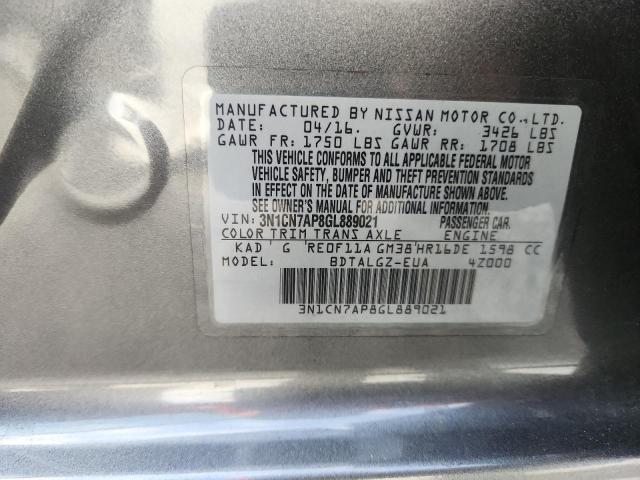 MANUFACTURED BY NISSAN MOTOR CO.,LTD.
DATE: 04/16. GVWR: 3426 LBS
GAWR FR: 1750 LBS GAWR RR: 1708 LBS
THIS VEHICLE CONFORMS TO ALL APPLICABLE FEDERAL MOTOR
VEHICLE SAFETY, BUMPER AND THEFT PREVENTION STANDARDS
IN EFFECT ON THE DATE OF MANUFACTURE SHOWN ABOVE.
SEE OWNER'S MANUAL FOR ADDITIONAL INFORMATION.
VIN: 3N1CN7AP8GL889021 PASSENGER CAR.
COLOR TRIM TRANS AXLE ENGINE
KAD G RE0F11A GM38 HR16DE 1598 CC
MODEL: BDTALGZ-EUA 4Z000
3N1CN7AP8GL889021